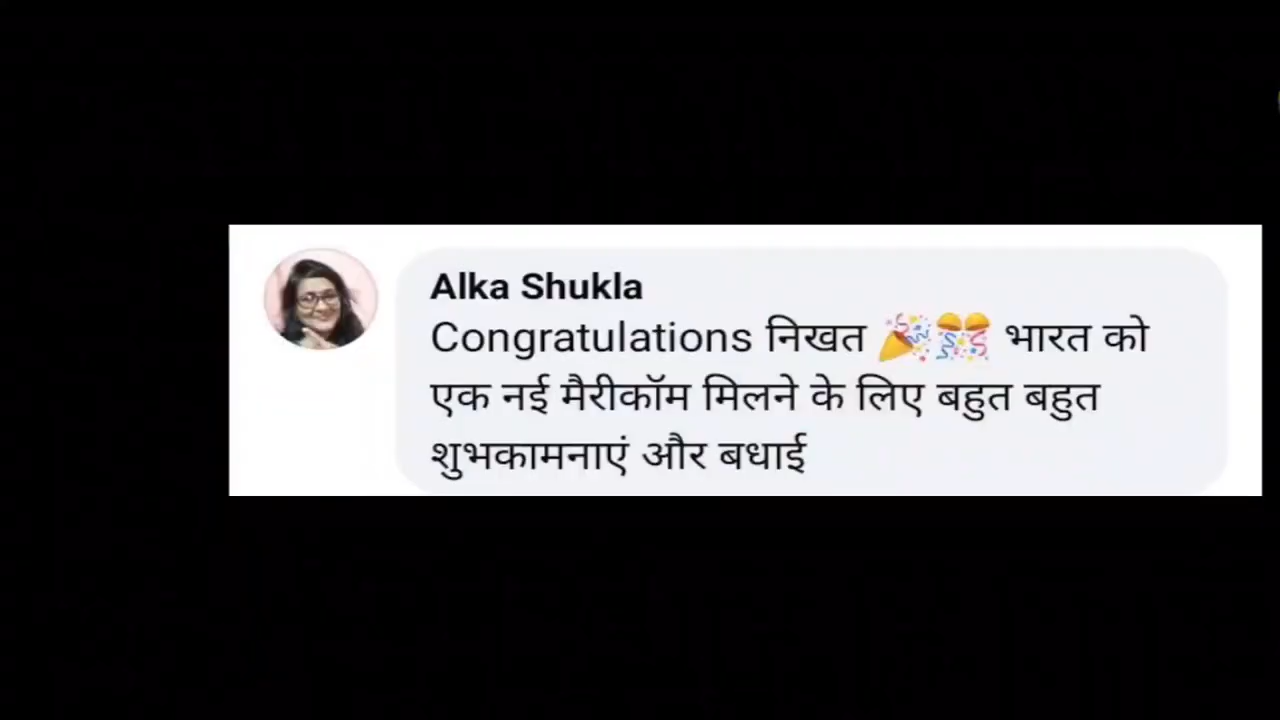 Alka Shukla
Congratulations निखत 🎉🎊 भारत को
एक नई मैरीकॉम मिलने के लिए बहुत बहुत
शुभकामनाएं और बधाई